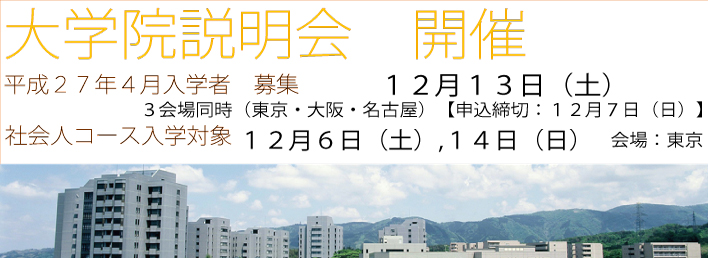 大学院説明会　開催
平成２７年４月入学者　募集　１２月１３日（土）
３会場同時（東京・大阪・名古屋）【申込締切：１２月７日（日）】
社会人コース入学対象　１２月６日（土）,１４日（日）　会場：東京